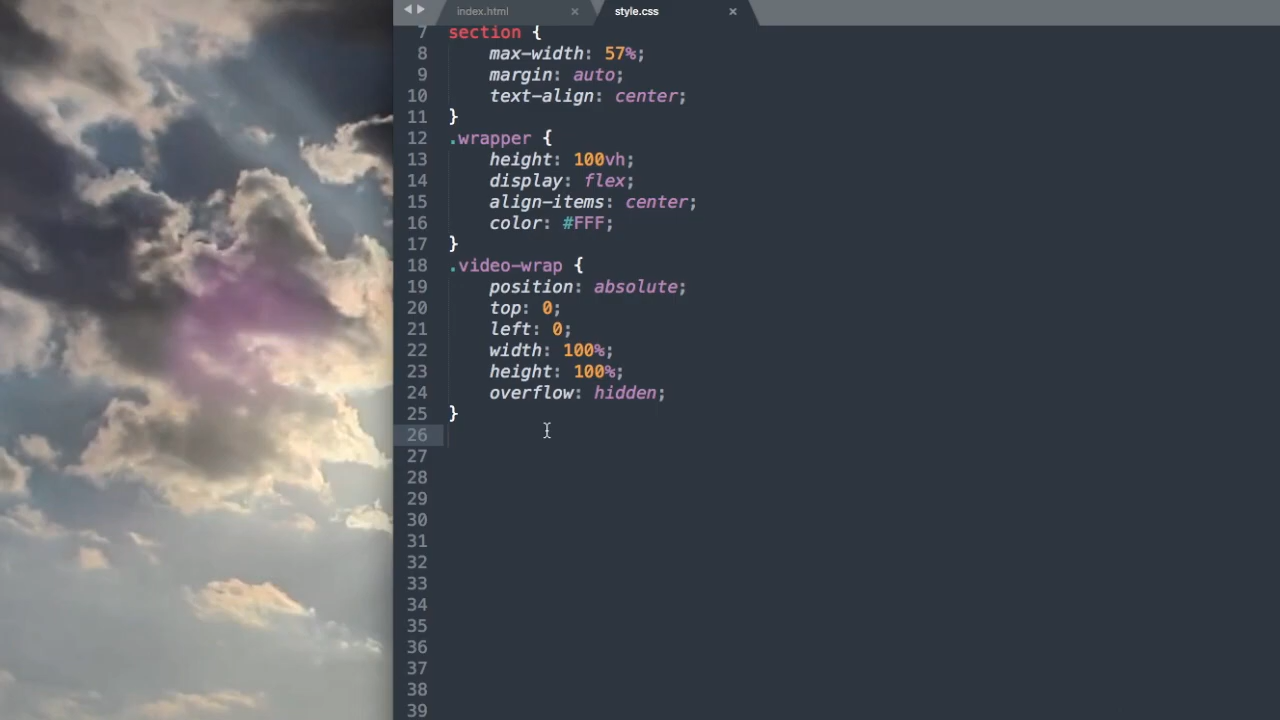 index.html
style.css
7 section {
8 max-width: 57%;
9 margin: auto;
10 text-align: center;
11 }
12 .wrapper {
13 height: 100vh;
14 display: flex;
15 align-items: center;
16 color: #FFF;
17 }
18 .video-wrap {
19 position: absolute;
20 top: 0;
21 left: 0;
22 width: 100%;
23 height: 100%;
24 overflow: hidden;
25 }
26
27
28
29
30
31
32
33
34
35
36
37
38
39